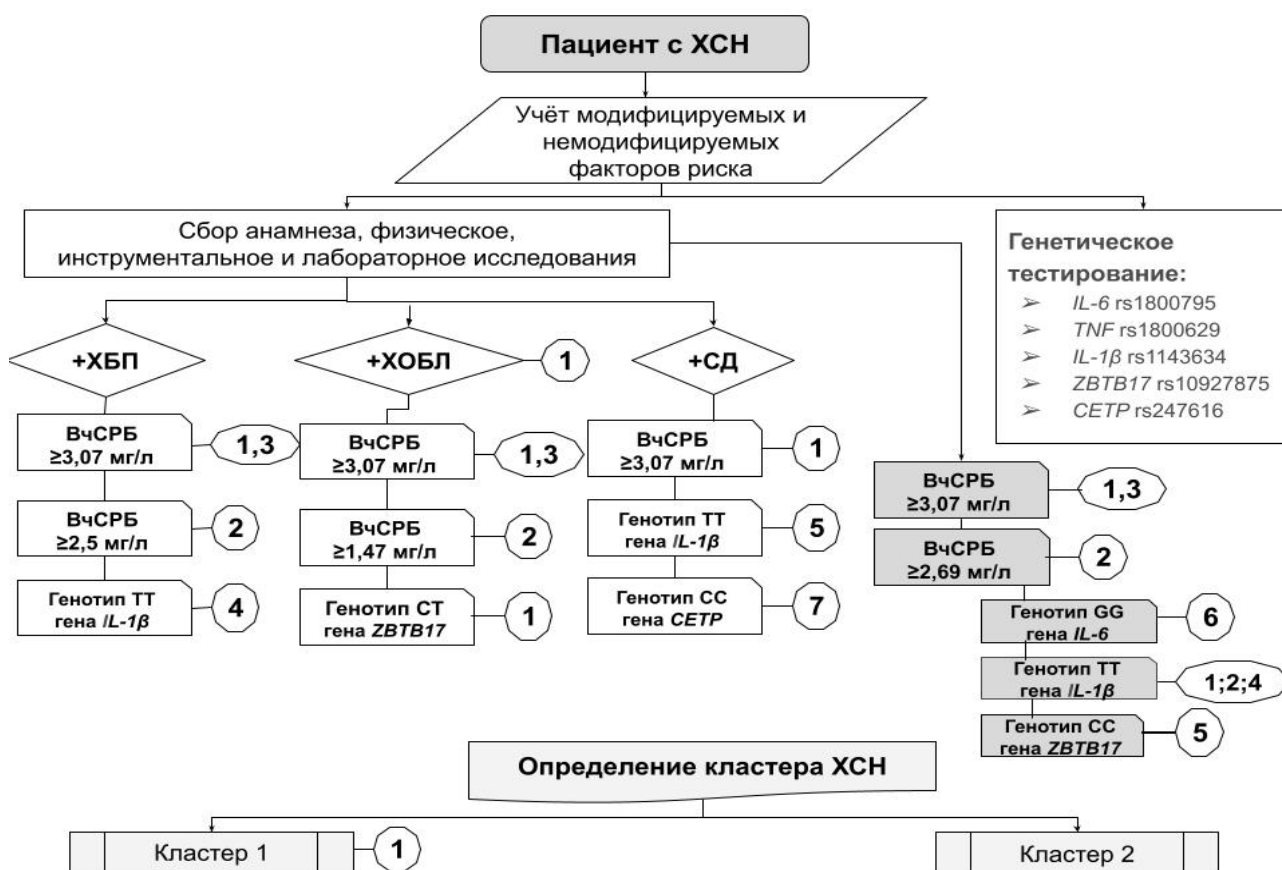 Пациент с ХСН
Учёт модифицируемых и
немодифицируемых
факторов риска
Сбор анамнеза, физическое,
инструментальное и лабораторное исследования
Генетическое
тестирование:
➢ IL-6 rs1800795
➢ TNF rs1800629
➢ IL-1β rs1143634
➢ ZBTB17 rs10927875
➢ CETP rs247616
+ХБП
ВчСРБ
≥3,07 мг/л
1,3
ВчСРБ
≥2,5 мг/л
2
Генотип ТТ
гена IL-1β
4
+ХОБЛ
1
ВчСРБ
≥3,07 мг/л
1,3
ВчСРБ
≥1,47 мг/л
2
Генотип СТ
гена ZBTB17
1
+СД
ВчСРБ
≥3,07 мг/л
1
Генотип ТТ
гена IL-1β
5
Генотип СС
гена CETP
7
ВчСРБ
≥3,07 мг/л
1,3
ВчСРБ
≥2,69 мг/л
2
Генотип GG
гена IL-6
6
Генотип ТТ
гена IL-1β
1;2;4
Генотип СС
гена ZBTB17
5
Определение кластера ХСН
Кластер 1
1
Кластер 2